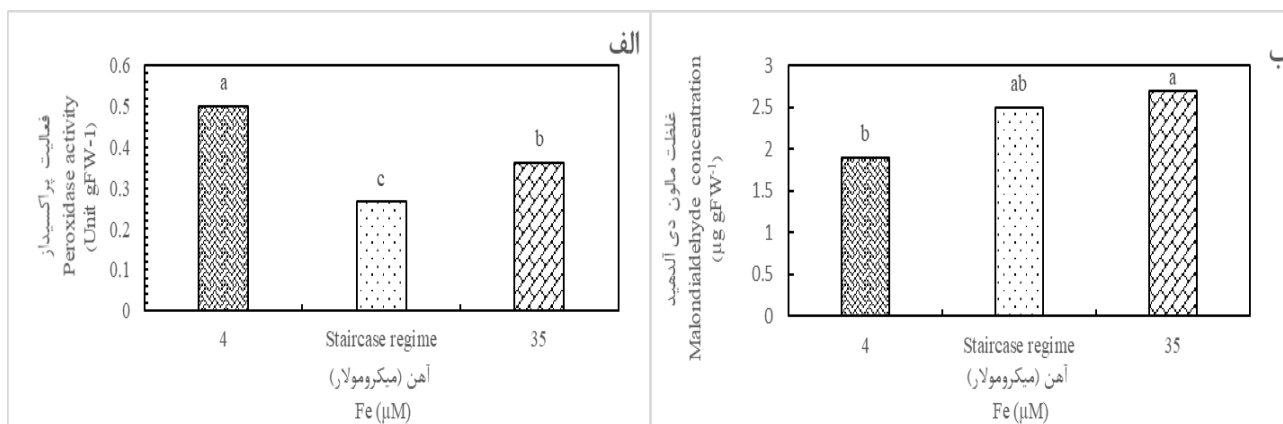 الف
فعالیت پراکسیداز
Peroxidase activity
(Unit gFW-1)
0.6
0.5
0.4
0.3
0.2
0.1
0
a
c
b
4 Staircase regime 35
آهن (میکرومولار)
Fe (µM)
ب
غلظت مالون دی آلدهید
Malondialdehyde concentration
(µg gFW⁻¹)
3
2.5
2
1.5
1
0.5
0
b
ab
a
4 Staircase regime 35
آهن (میکرومولار)
Fe (µM)